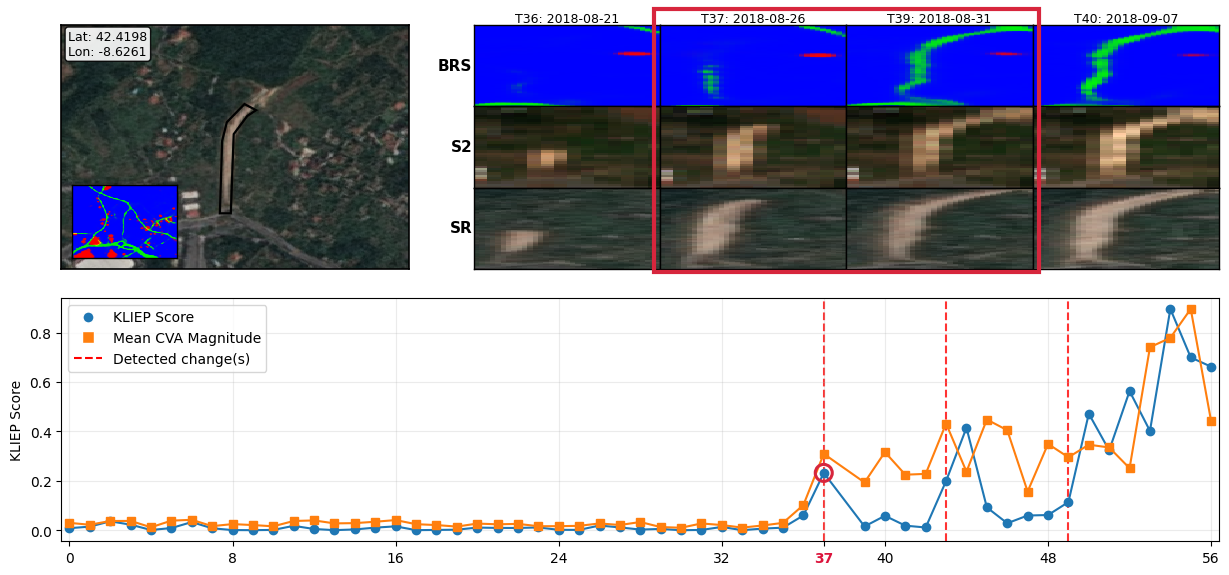 Lat: 42.4198
Lon: -8.6261
T36: 2018-08-21
T37: 2018-08-26
T39: 2018-08-31
T40: 2018-09-07
BRS
S2
SR
KLIEP Score
Mean CVA Magnitude
Detected change(s)
KLIEP Score
0.8
0.6
0.4
0.2
0.0
0
8
16
24
32
37
40
48
56